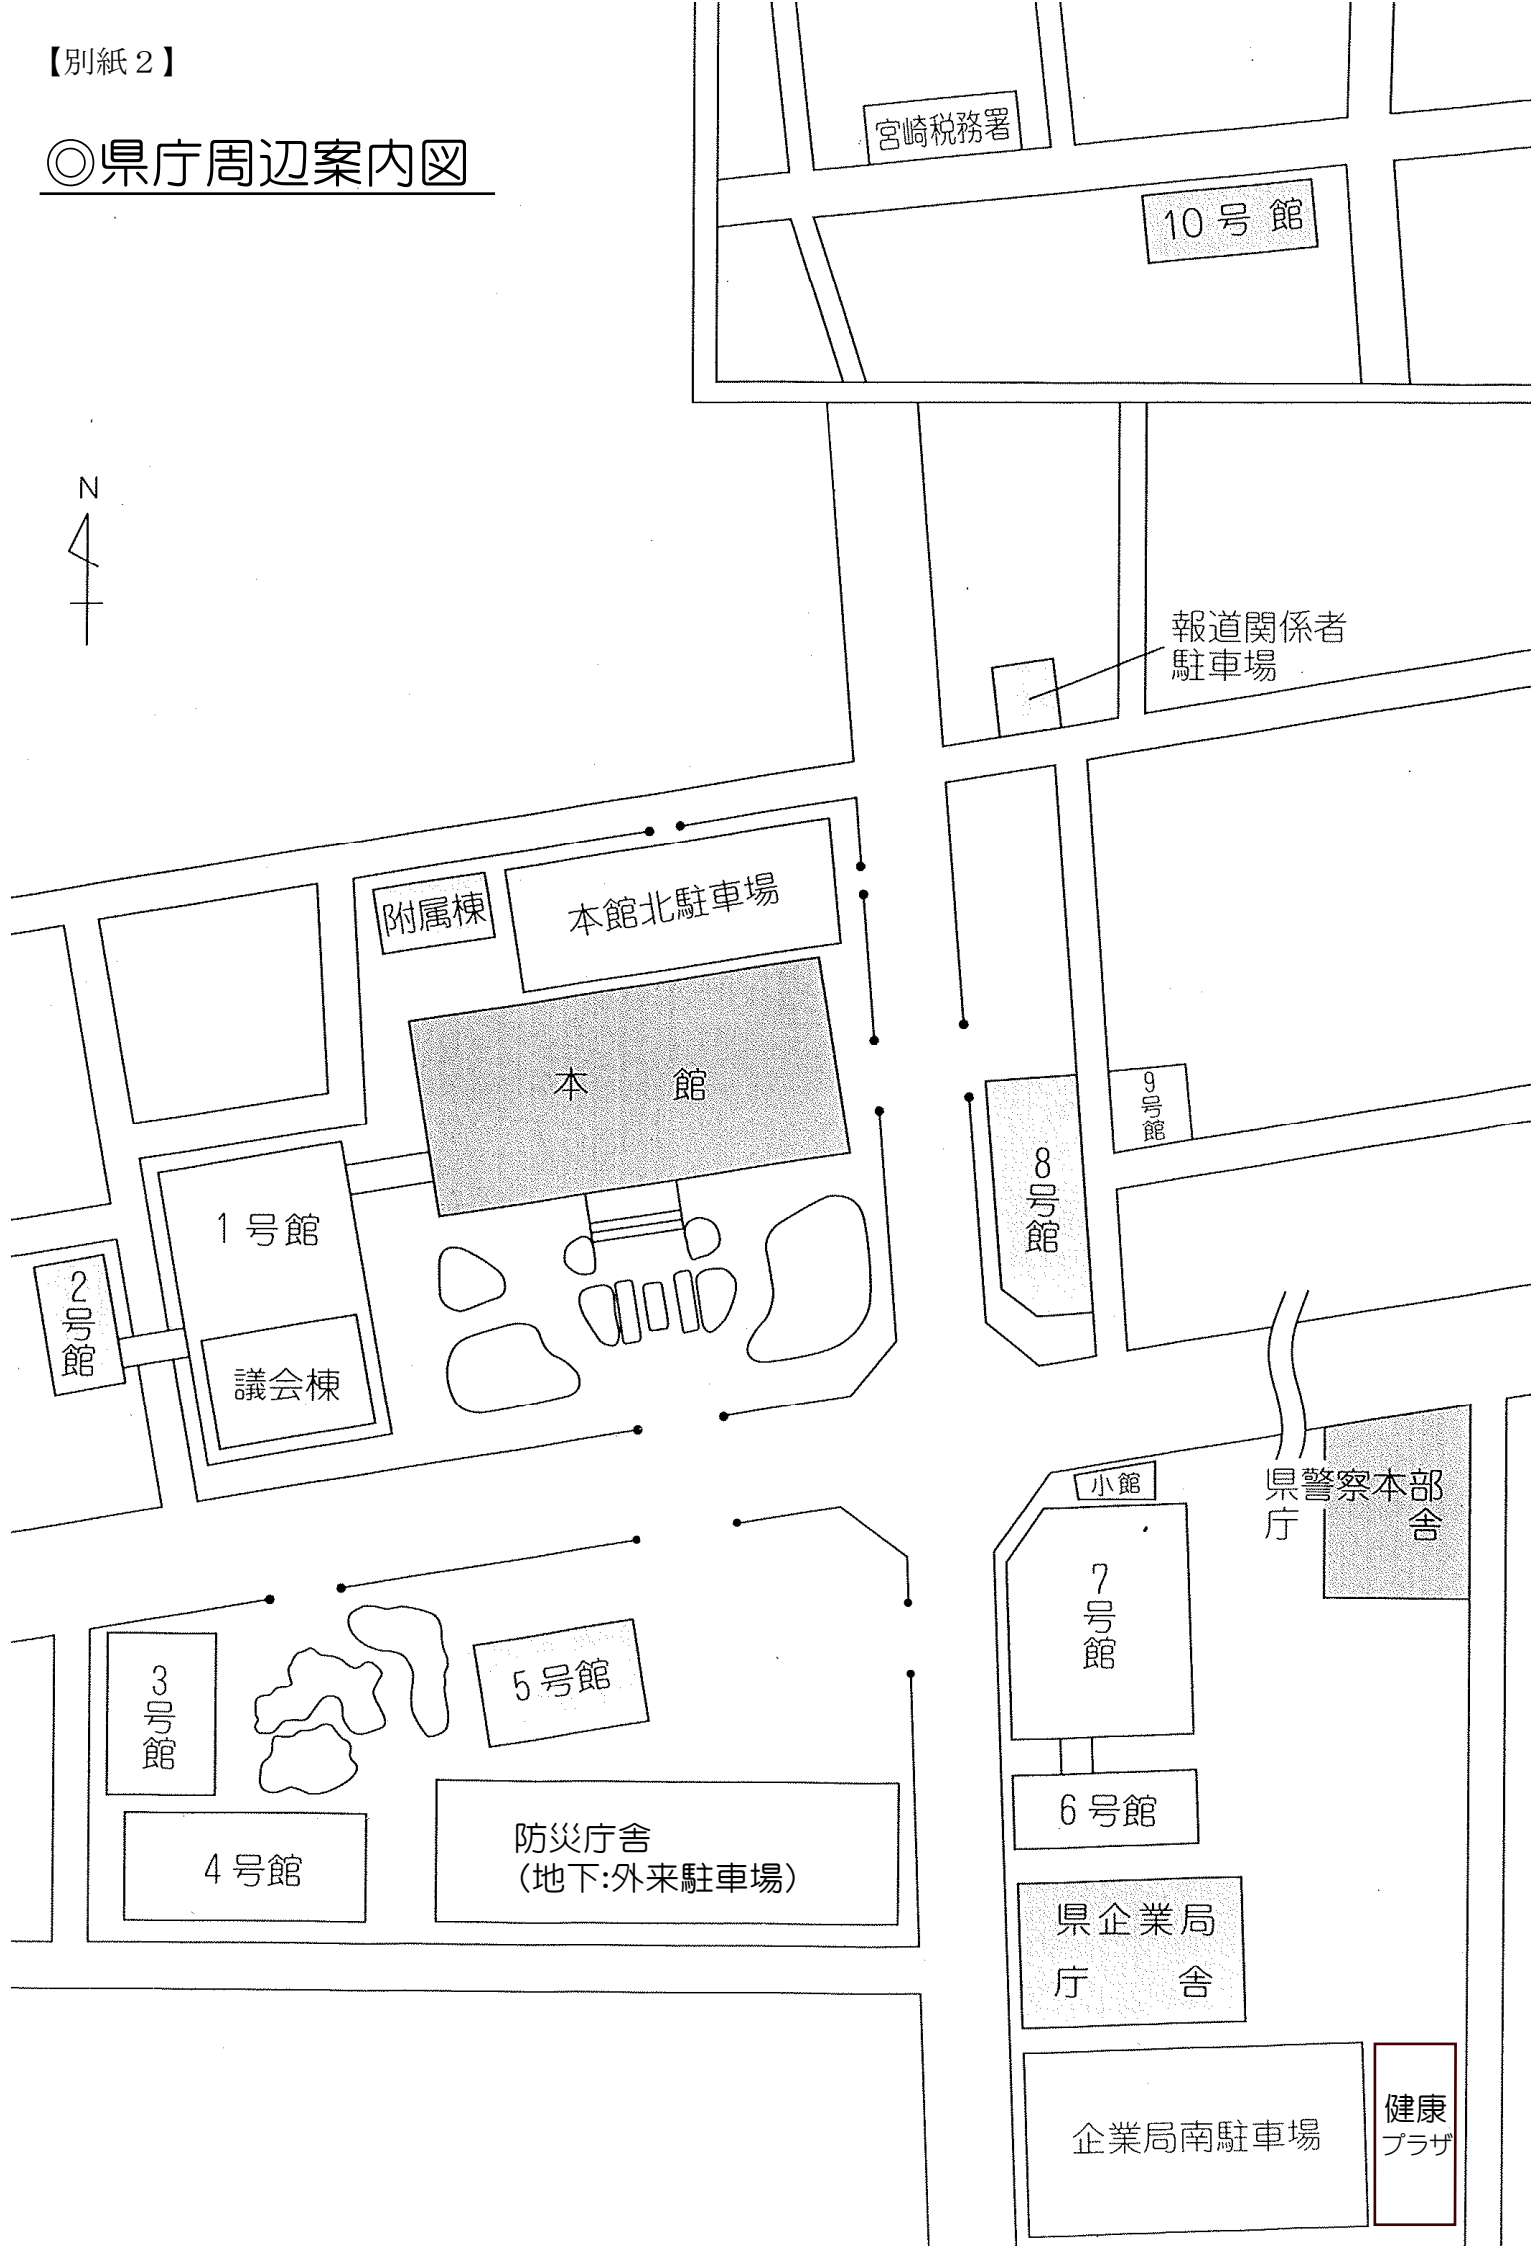 【別紙２】
◎県庁周辺案内図
宮崎税務署
10号館
N
報道関係者
駐車場
附属棟
本館北駐車場
本館
9号館
8号館
1号館
2号館
議会棟
小館
県警察本部
庁舎
7号館
3号館
5号館
6号館
4号館
防災庁舎
（地下:外来駐車場）
県企業局
庁舎
企業局南駐車場
健康
プラザ